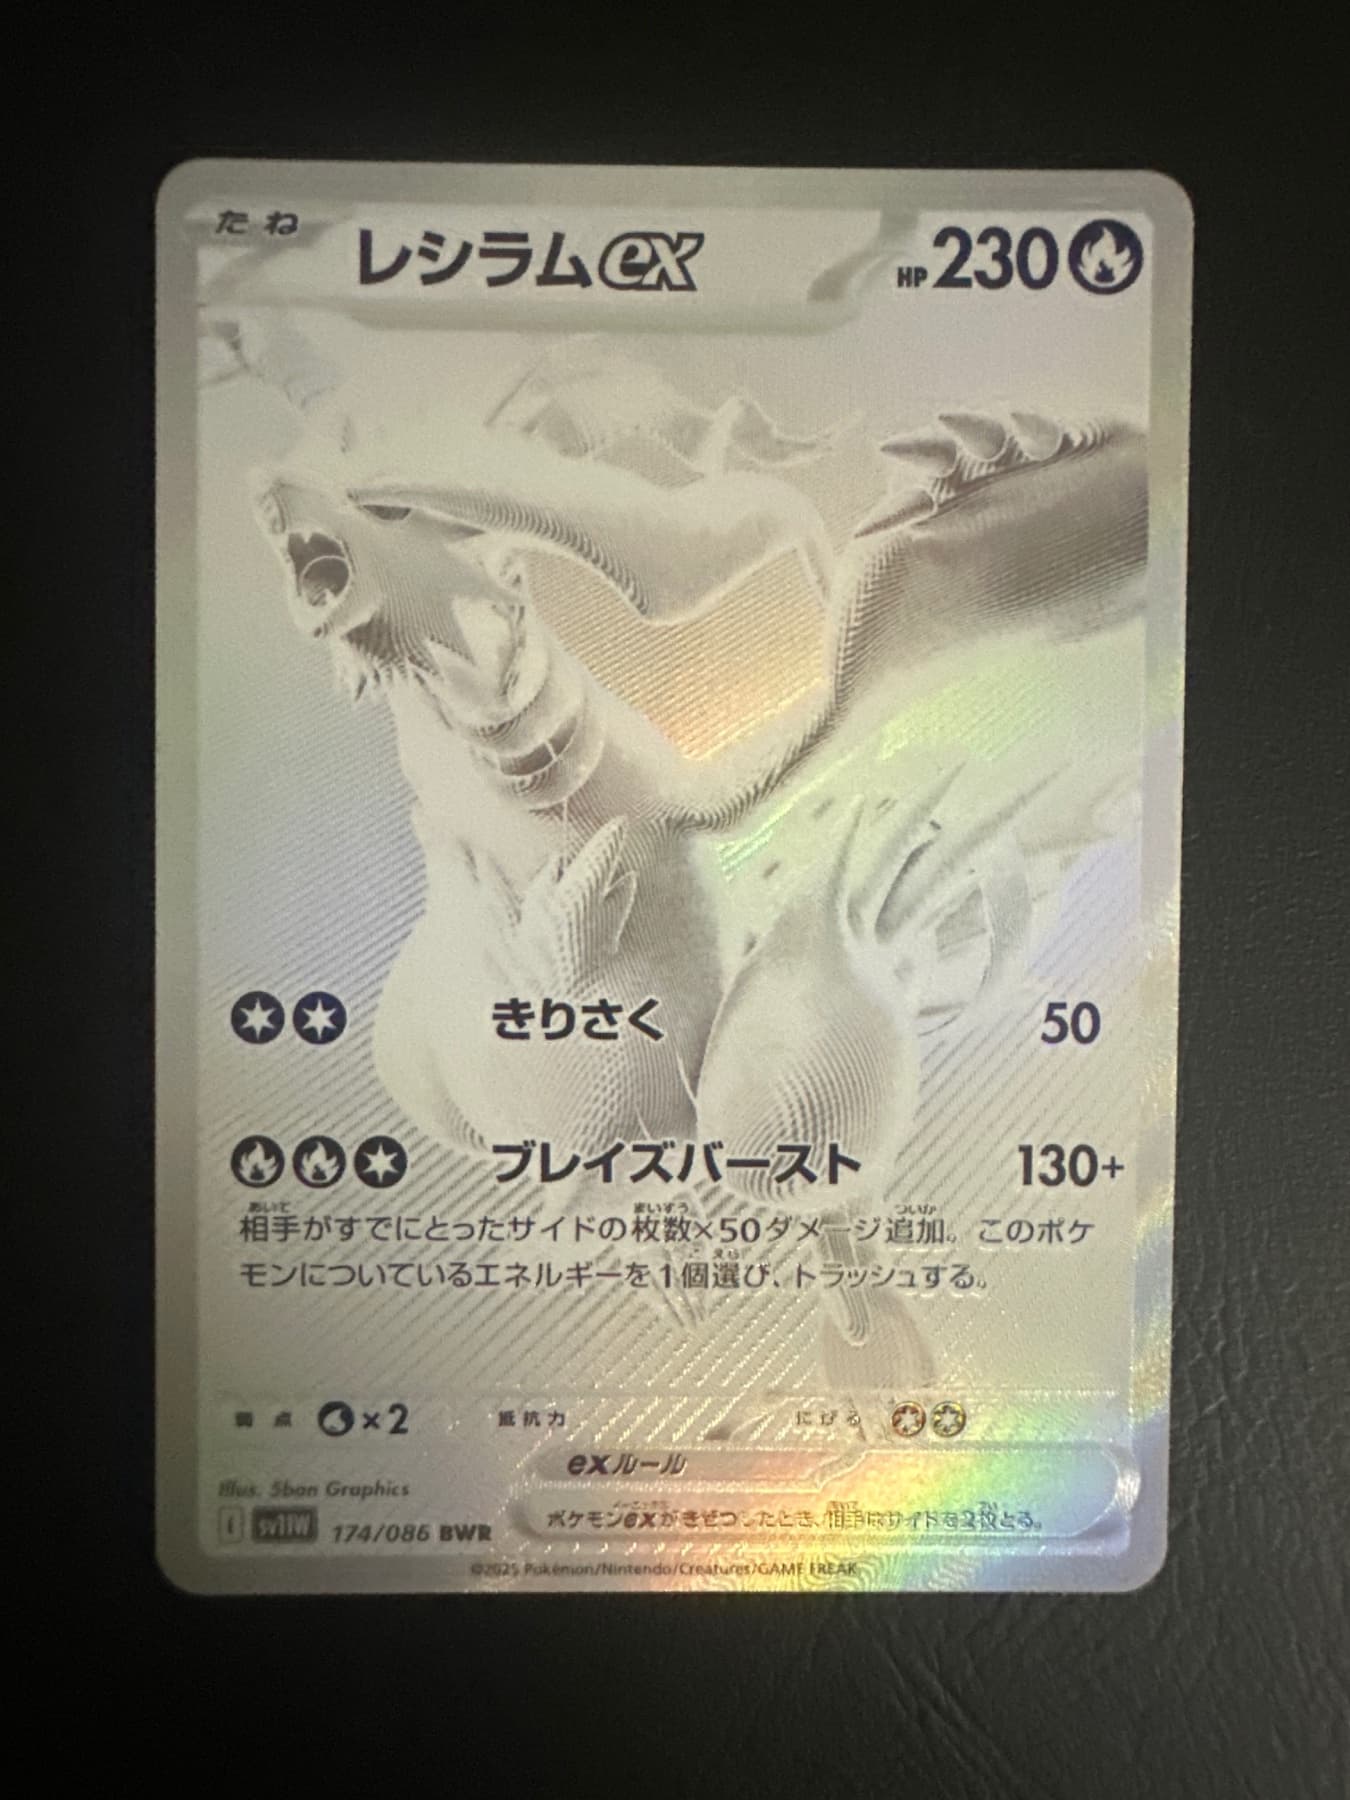 たね レシラムex HP230
きりさく 50
ブレイズバースト 130+
相手がすでにとったサイドの枚数×50ダメージ追加。このポケ
モンについているエネルギーを1個選び、トラッシュする。
弱点 ×2 抵抗力 にげる
exルール
ポケモンexがきぜつしたとき、相手はサイドを2枚とる。
Illus. 5ban Graphics
I SV11W 174/086 BWR
©2025 Pokémon/Nintendo/Creatures/GAME FREAK